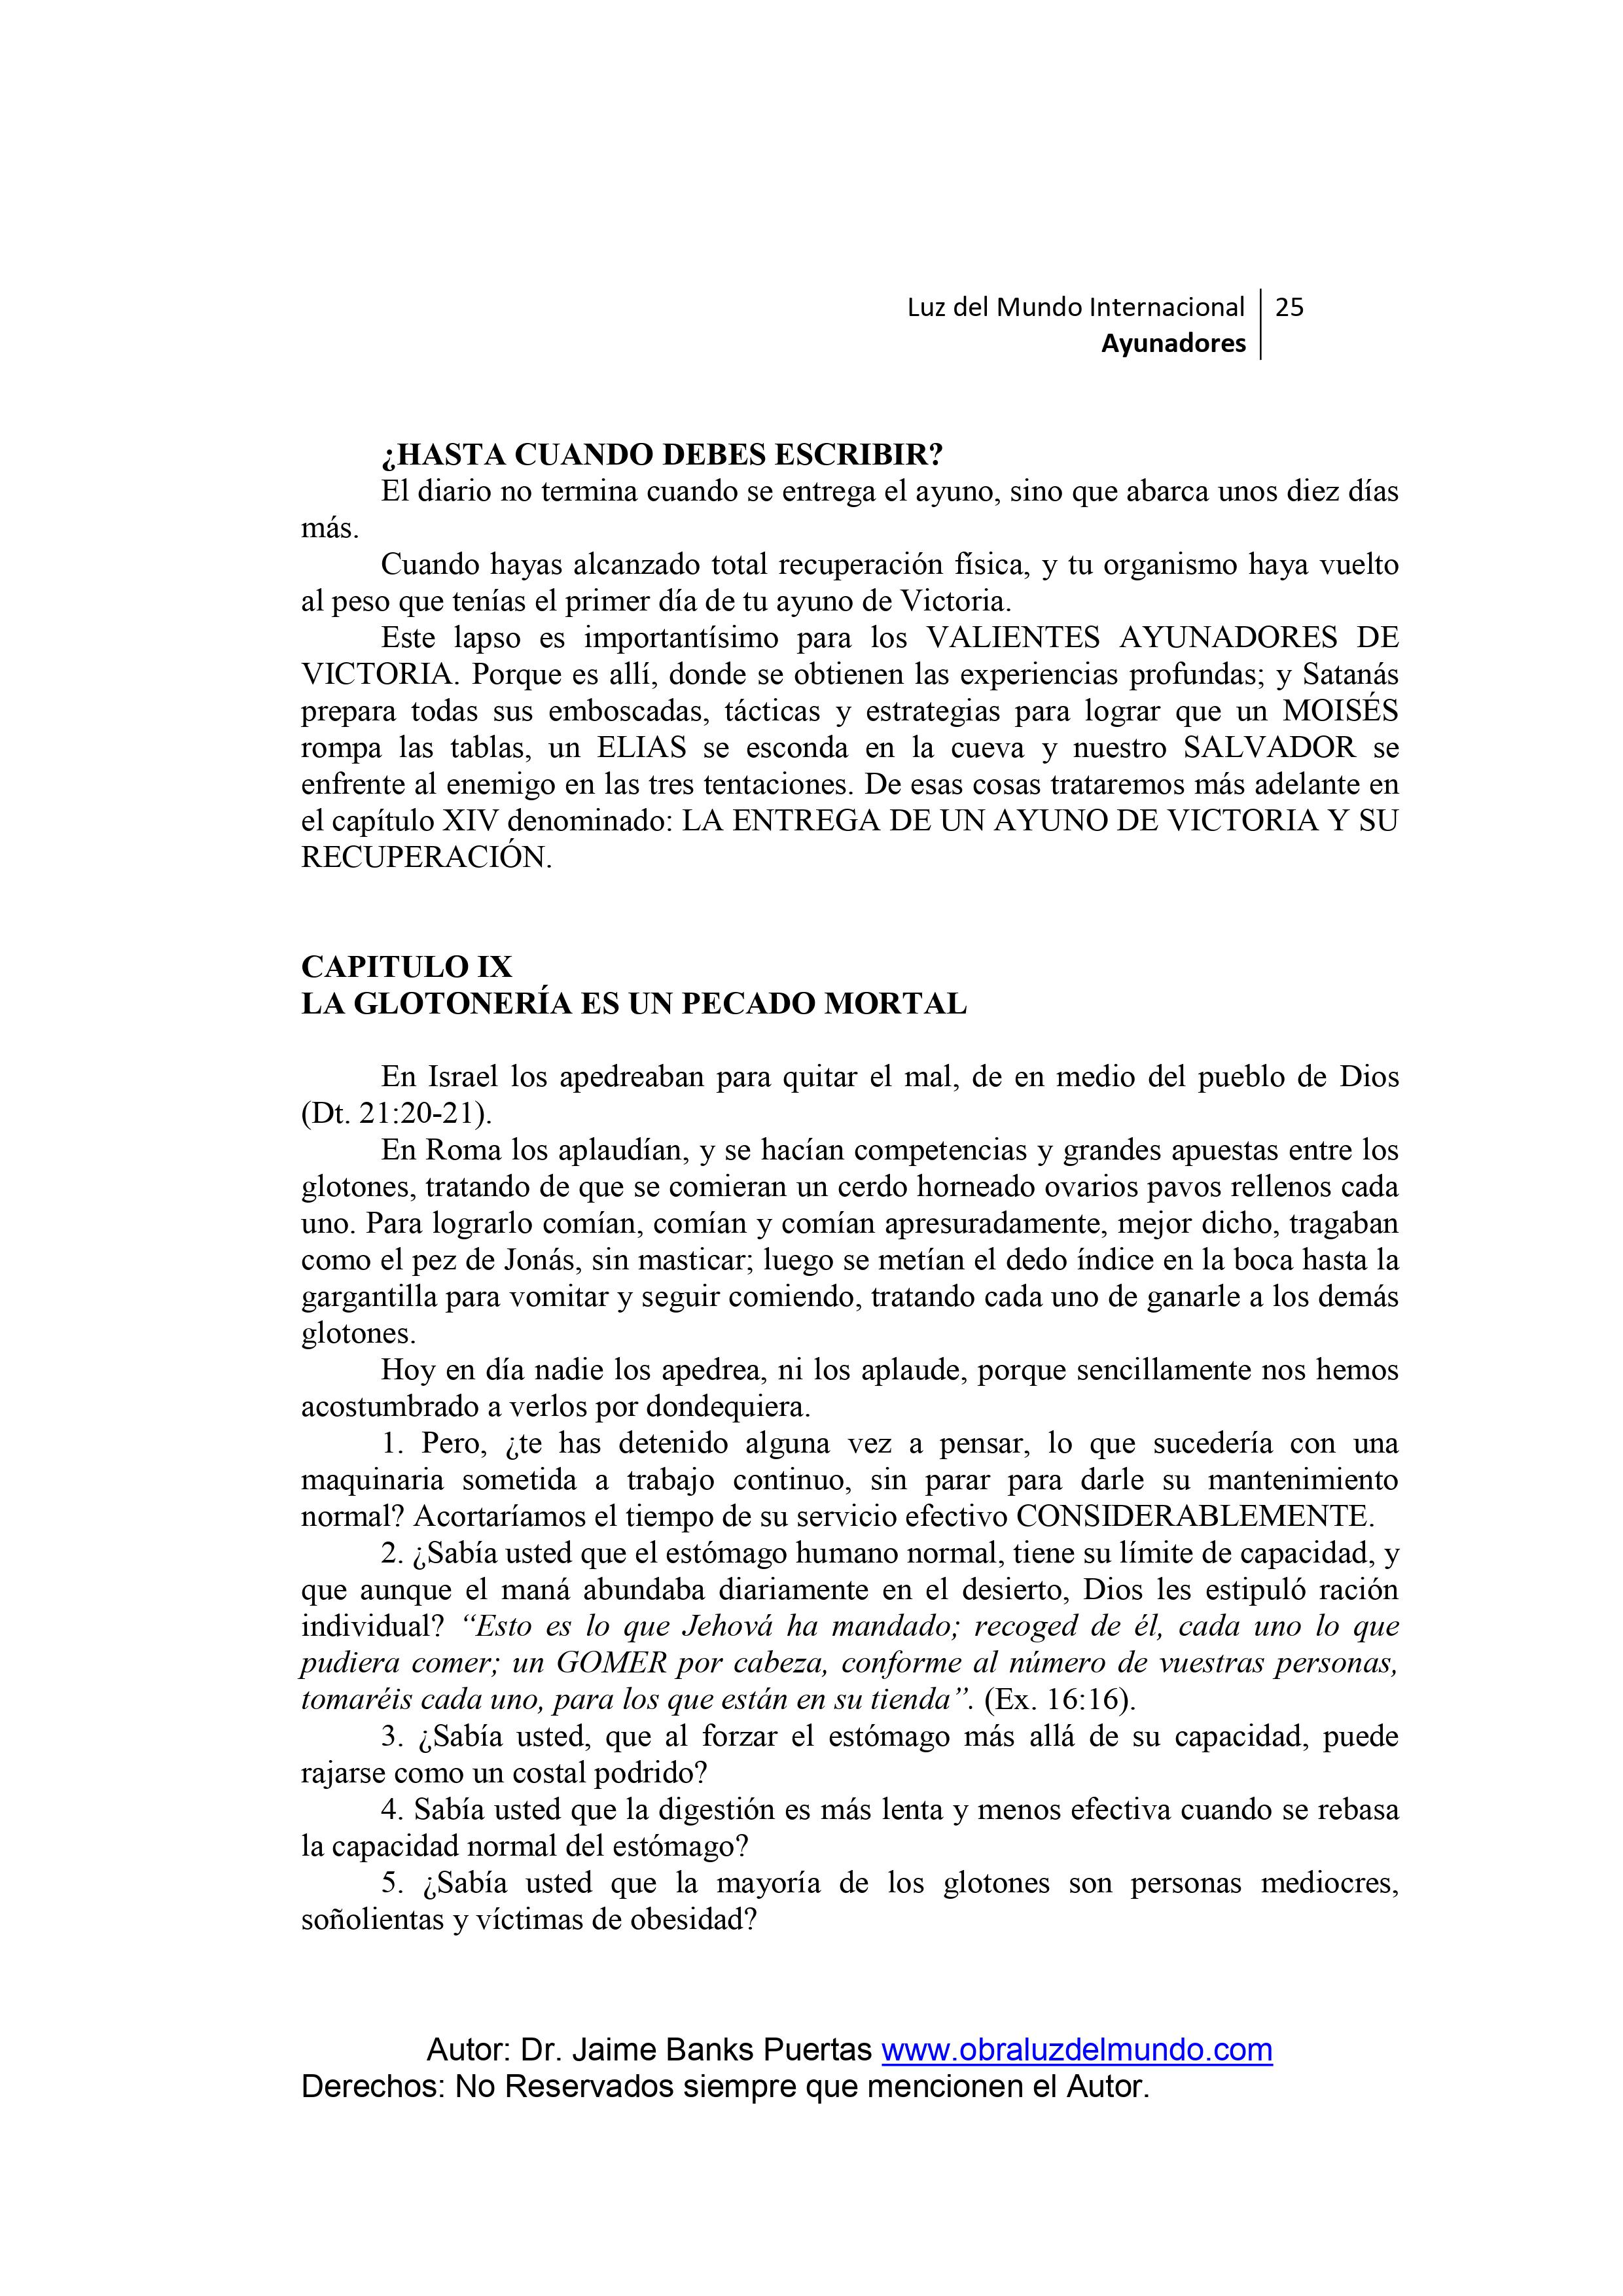 Luz del Mundo Internacional 25
Ayunadores
¿HASTA CUANDO DEBES ESCRIBIR?
El diario no termina cuando se entrega el ayuno, sino que abarca unos diez días
más.
Cuando hayas alcanzado total recuperación física, y tu organismo haya vuelto
al peso que tenías el primer día de tu ayuno de Victoria.
Este lapso es importantísimo para los VALIENTES AYUNADORES DE
VICTORIA. Porque es allí, donde se obtienen las experiencias profundas; y Satanás
prepara todas sus emboscadas, tácticas y estrategias para lograr que un MOISÉS
rompa las tablas, un ELIAS se esconda en la cueva y nuestro SALVADOR se
enfrente al enemigo en las tres tentaciones. De esas cosas trataremos más adelante en
el capítulo XIV denominado: LA ENTREGA DE UN AYUNO DE VICTORIA Y SU
RECUPERACIÓN.
CAPITULO IX
LA GLOTONERÍA ES UN PECADO MORTAL
En Israel los apedreaban para quitar el mal, de en medio del pueblo de Dios
(Dt. 21:20-21).
En Roma los aplaudían, y se hacían competencias y grandes apuestas entre los
glotones, tratando de que se comieran un cerdo horneado ovarios pavos rellenos cada
uno. Para lograrlo comían, comían y comían apresuradamente, mejor dicho, tragaban
como el pez de Jonás, sin masticar; luego se metían el dedo índice en la boca hasta la
gargantilla para vomitar y seguir comiendo, tratando cada uno de ganarle a los demás
glotones.
Hoy en día nadie los apedrea, ni los aplaude, porque sencillamente nos hemos
acostumbrado a verlos por dondequiera.
1. Pero, ¿te has detenido alguna vez a pensar, lo que sucedería con una
maquinaria sometida a trabajo continuo, sin parar para darle su mantenimiento
normal? Acortaríamos el tiempo de su servicio efectivo CONSIDERABLEMENTE.
2. ¿Sabía usted que el estómago humano normal, tiene su límite de capacidad, y
que aunque el maná abundaba diariamente en el desierto, Dios les estipuló ración
individual? “Esto es lo que Jehová ha mandado; recoged de él, cada uno lo que
pudiera comer; un GOMER por cabeza, conforme al número de vuestras personas,
tomaréis cada uno, para los que están en su tienda”. (Ex. 16:16).
3. ¿Sabía usted, que al forzar el estómago más allá de su capacidad, puede
rajarse como un costal podrido?
4. Sabía usted que la digestión es más lenta y menos efectiva cuando se rebasa
la capacidad normal del estómago?
5. ¿Sabía usted que la mayoría de los glotones son personas mediocres,
soñolientas y víctimas de obesidad?
Autor: Dr. Jaime Banks Puertas www.obraluzdelmundo.com
Derechos: No Reservados siempre que mencionen el Autor.